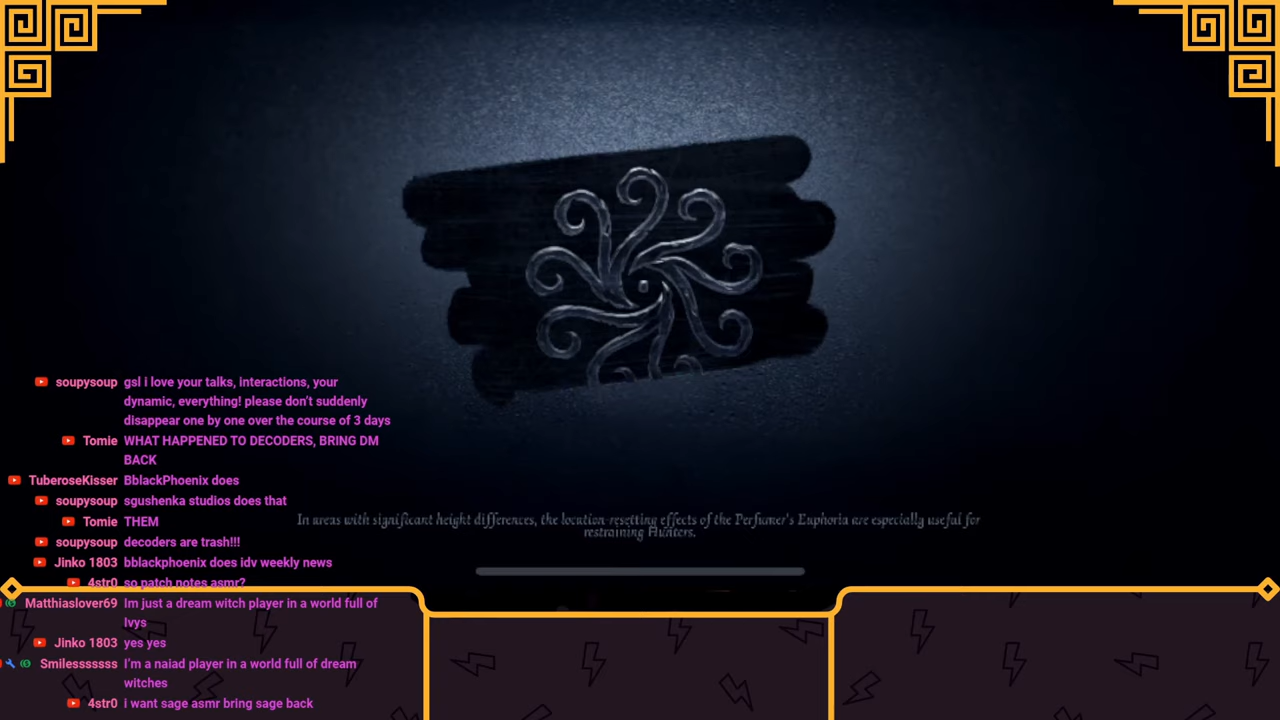 soupysoup gsl i love your talks, interactions, your
dynamic, everything! please don't suddenly
disappear one by one over the course of 3 days
Tomie WHAT HAPPENED TO DECODERS, BRING DM
BACK
TuberoseKisser BblackPhoenix does
soupysoup sgushenka studios does that
Tomie THEM
In areas with significant height differences, the location-resetting effects of the Perfumer's Euphoria are especially useful for
restraining Hunters.
soupysoup decoders are trash!!!
Jinko 1803 bblackphoenix does idv weekly news
4str0 so patch notes asmr?
Matthiaslover69 Im just a dream witch player in a world full of
Ivys
Jinko 1803 yes yes
Smilesssssss I'm a naiad player in a world full of dream
witches
4str0 i want sage asmr bring sage back